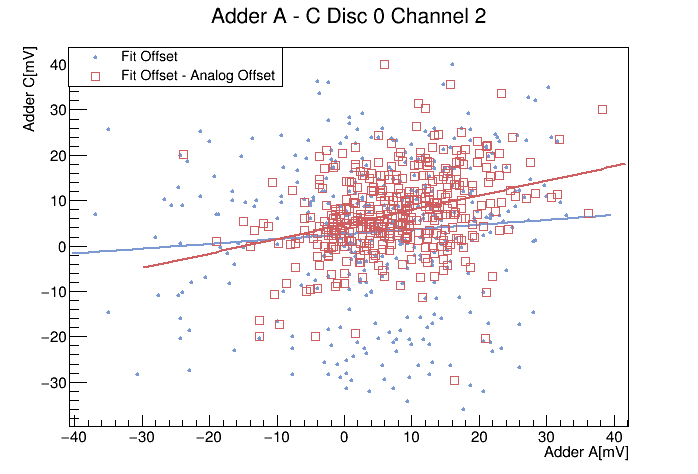 Adder A - C Disc 0 Channel 2
Adder C[mV]
Fit Offset
Fit Offset - Analog Offset
40
30
20
10
0
−10
−20
−30
−40 −30 −20 −10 0 10 20 30 40
Adder A[mV]